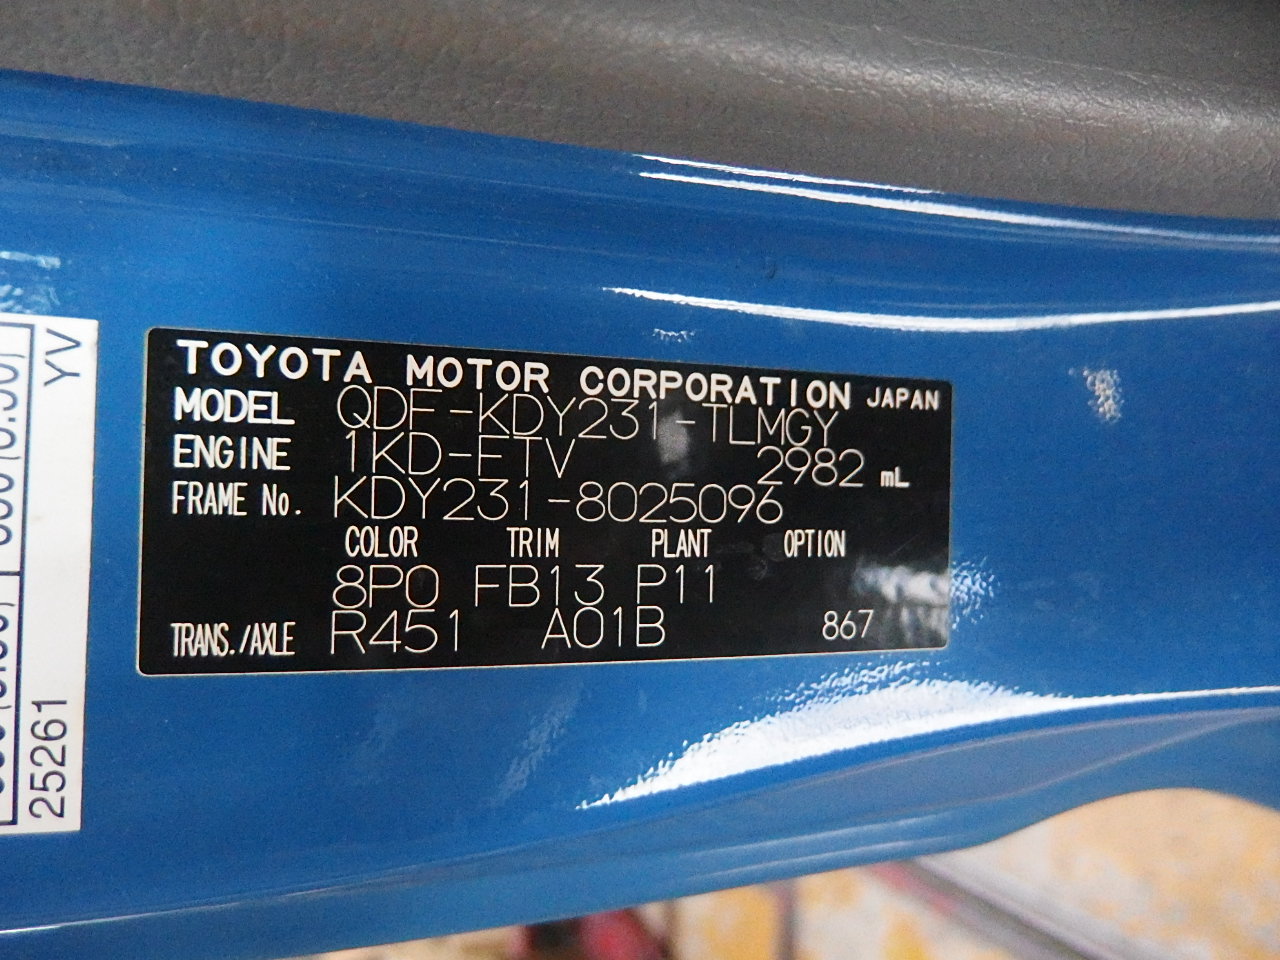 TOYOTA MOTOR CORPORATION JAPAN
MODEL QDF-KDY231-TLMGY
ENGINE 1KD-FTV 2982 mL
FRAME No. KDY231-8025096
COLOR TRIM PLANT OPTION
8P0 FB13 P11
TRANS./AXLE R451 A01B 867
YV
25261